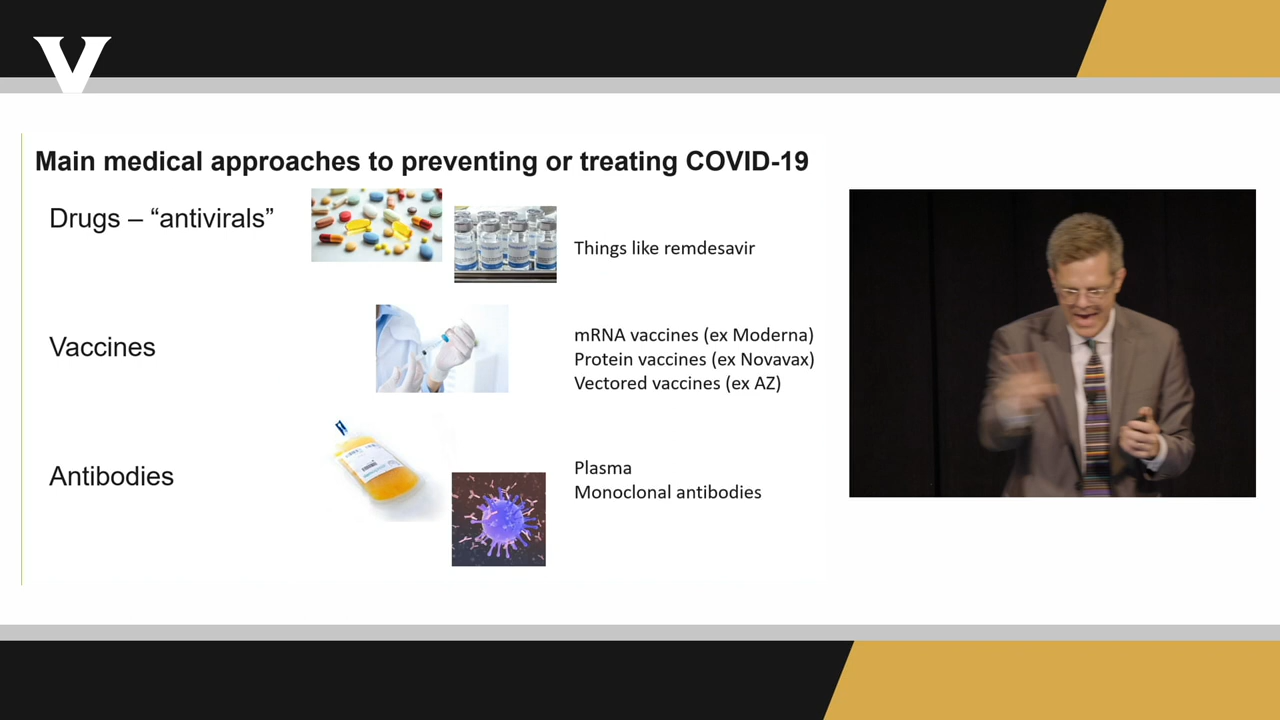 V
Main medical approaches to preventing or treating COVID-19
Drugs – “antivirals”
Things like remdesavir
Vaccines
mRNA vaccines (ex Moderna)
Protein vaccines (ex Novavax)
Vectored vaccines (ex AZ)
Antibodies
Plasma
Monoclonal antibodies